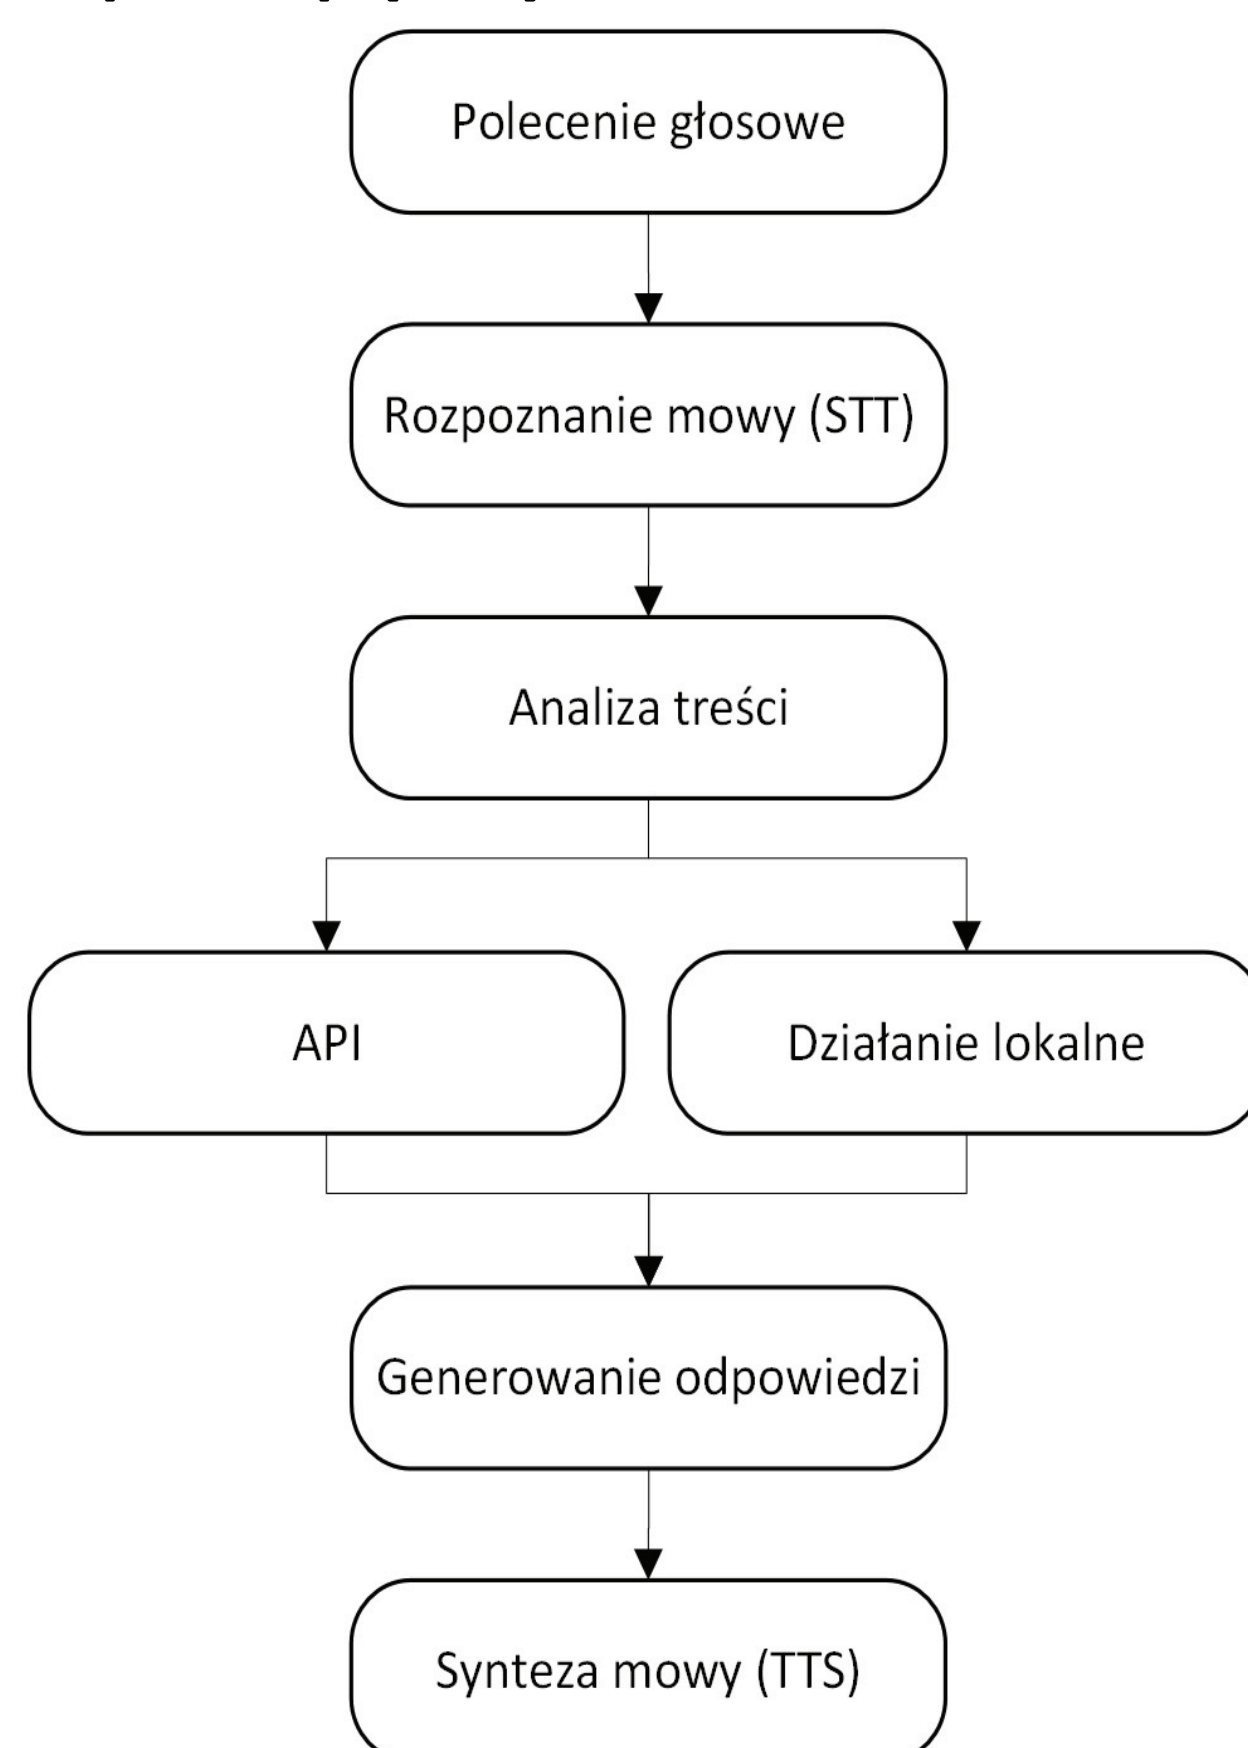 Polecenie głosowe
Rozpoznanie mowy (STT)
Analiza treści
API
Działanie lokalne
Generowanie odpowiedzi
Synteza mowy (TTS)